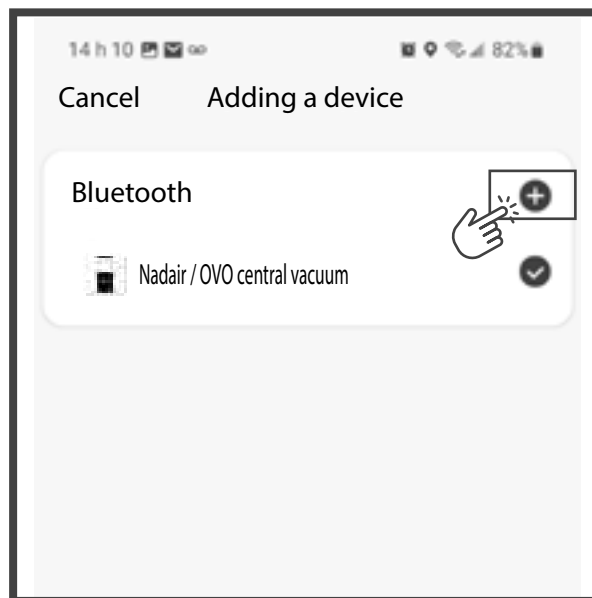 14 h 10 82%
Cancel Adding a device
Bluetooth
Nadair / OVO central vacuum